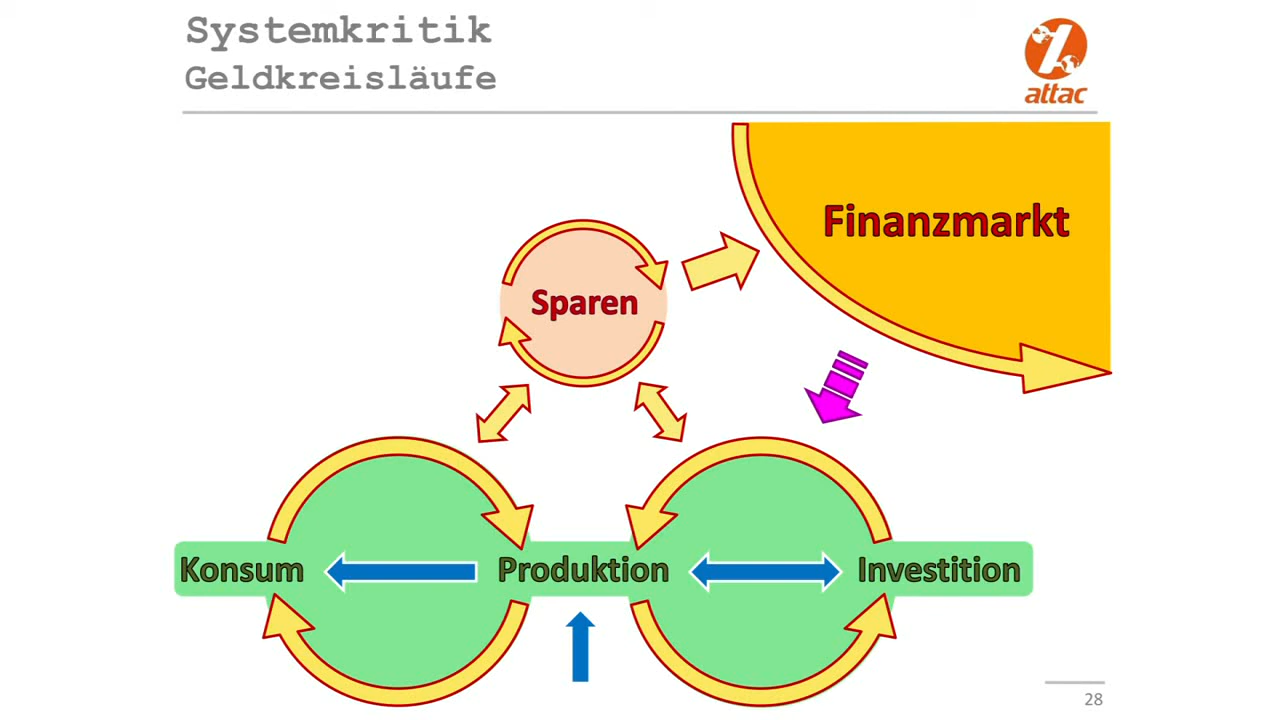 Systemkritik
Geldkreisläufe
attac
Finanzmarkt
Sparen
Konsum
Produktion
Investition
28